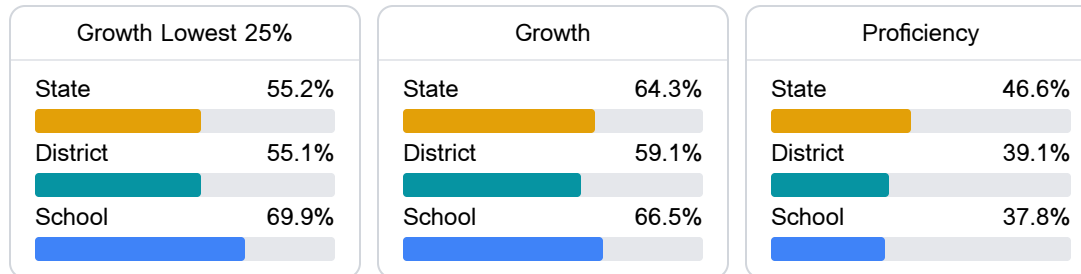 Growth Lowest 25%
State 55.2%
District 55.1%
School 69.9%
Growth
State 64.3%
District 59.1%
School 66.5%
Proficiency
State 46.6%
District 39.1%
School 37.8%